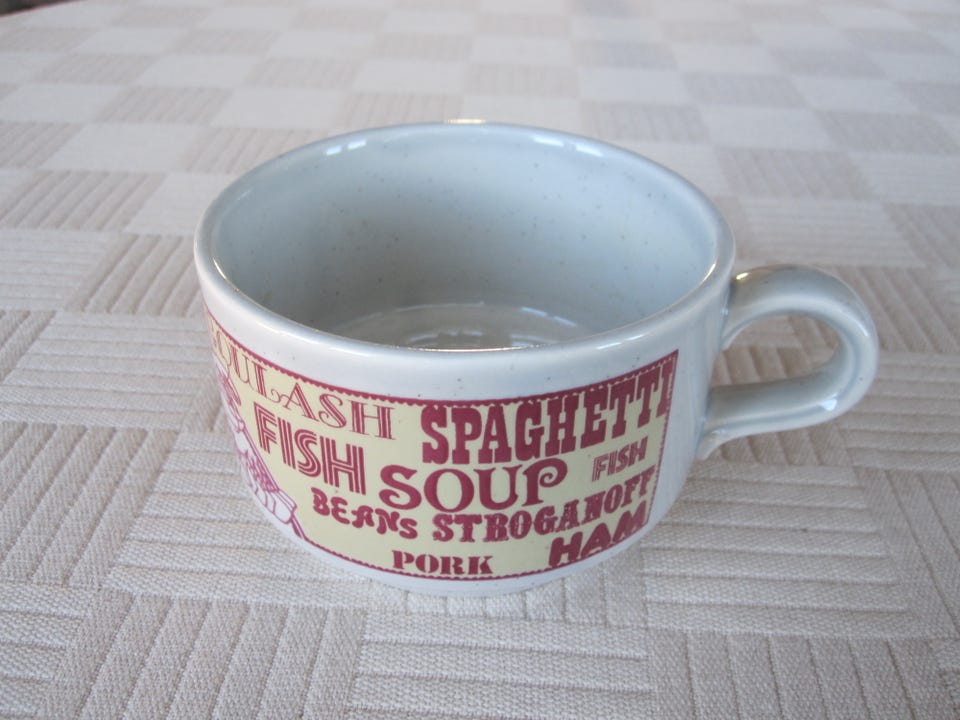 GOULASH SPAGHETTI
FISH SOUP FISH
BEANS STROGANOFF
PORK HAM